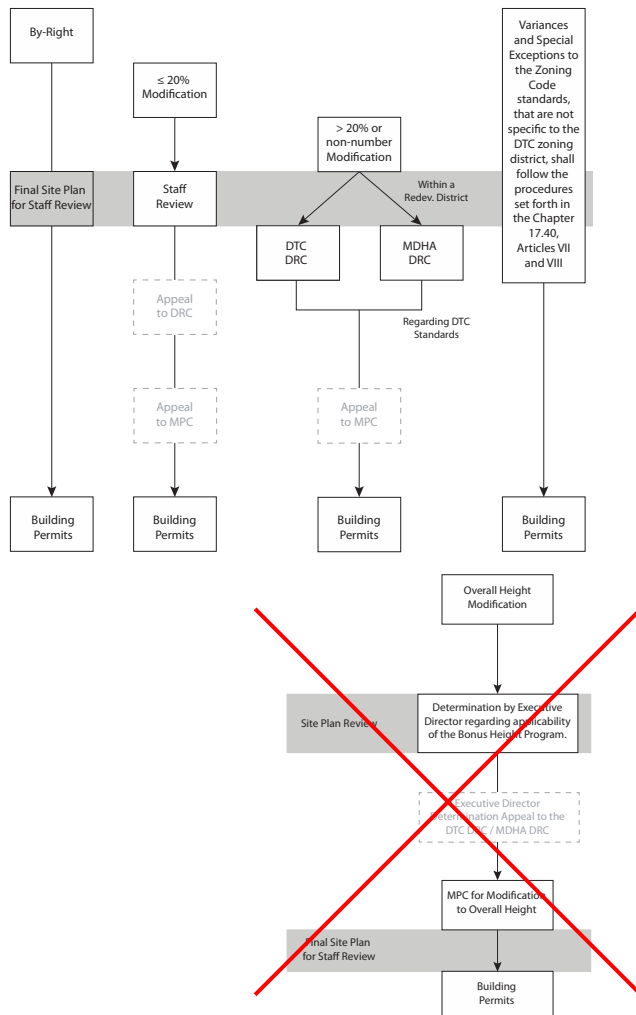 By-Right
≤ 20%
Modification
> 20% or
non-number
Modification
Variances
and Special
Exceptions to
the Zoning
Code
standards,
that are not
specific to the
DTC zoning
district, shall
follow the
procedures
set forth in
the Chapter
17.40,
Articles VII
and VIII
Final Site Plan
for Staff Review
Staff
Review
Within a
Redev. District
DTC
DRC
MDHA
DRC
Appeal
to DRC
Regarding DTC
Standards
Appeal
to MPC
Appeal
to MPC
Building
Permits
Building
Permits
Building
Permits
Building
Permits
Overall Height
Modification
Site Plan Review
Determination by Executive
Director regarding applicability
of the Bonus Height Program.
Executive Director
Determination Appeal to the
DTC DRC / MDHA DRC
MPC for Modification
to Overall Height
Final Site Plan
for Staff Review
Building
Permits